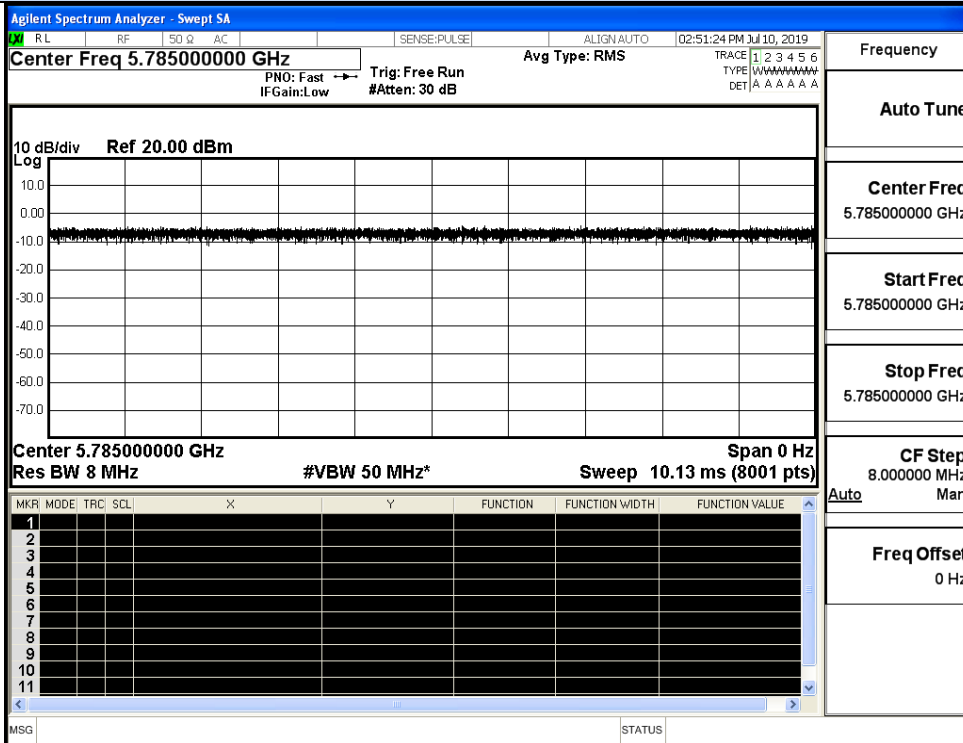 Agilent Spectrum Analyzer - Swept SA
LXI RL RF 50 Ω AC SENSE:PULSE ALIGN AUTO 02:51:24 PM Jul 10, 2019
Center Freq 5.785000000 GHz
PNO: Fast
IFGain:Low
Trig: Free Run
#Atten: 30 dB
Avg Type: RMS
TRACE 1 2 3 4 5 6
TYPE WWWWWW
DET A A A A A A
10 dB/div Ref 20.00 dBm
Log
10.0
0.00
-10.0
-20.0
-30.0
-40.0
-50.0
-60.0
-70.0
Center 5.785000000 GHz Span 0 Hz
Res BW 8 MHz #VBW 50 MHz* Sweep 10.13 ms (8001 pts)
MKR MODE TRC SCL X Y FUNCTION FUNCTION WIDTH FUNCTION VALUE
1
2
3
4
5
6
7
8
9
10
11
MSG STATUS
Frequency
Auto Tune
Center Freq
5.785000000 GHz
Start Freq
5.785000000 GHz
Stop Freq
5.785000000 GHz
CF Step
8.000000 MHz
Auto Man
Freq Offset
0 Hz